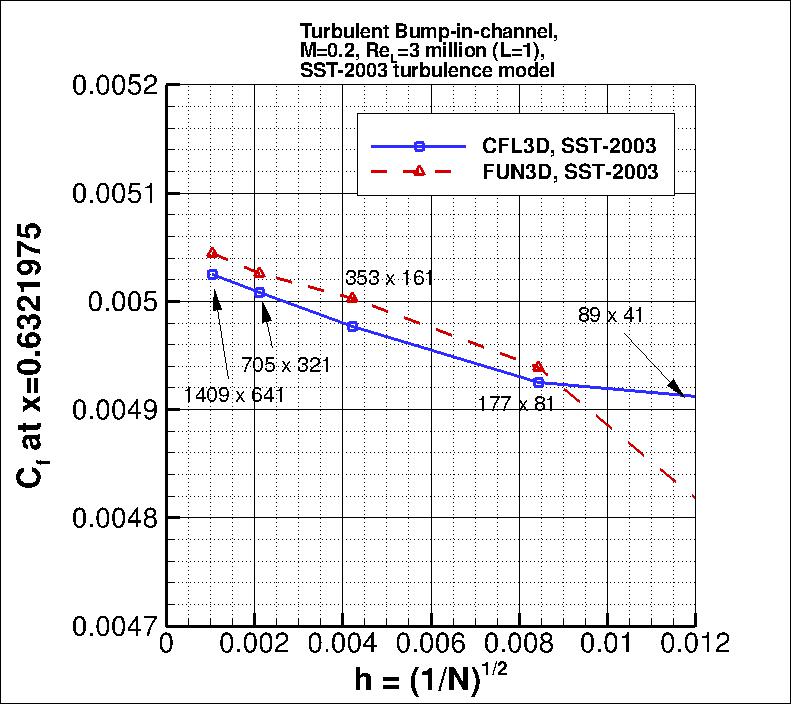 Turbulent Bump-in-channel,
M=0.2, Re_L=3 million (L=1),
SST-2003 turbulence model
CFL3D, SST-2003
FUN3D, SST-2003
0.0052
0.0051
0.005
0.0049
0.0048
0.0047
C_f at x=0.6321975
353 x 161
89 x 41
705 x 321
1409 x 641
177 x 81
0
0.002
0.004
0.006
0.008
0.01
0.012
h = (1/N)^1/2